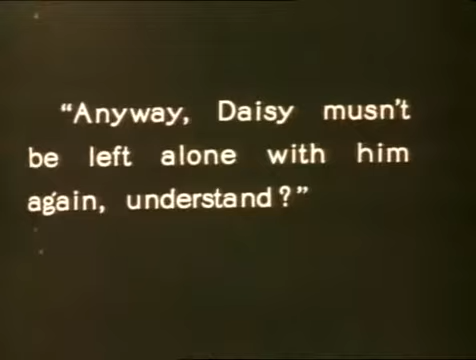 “Anyway, Daisy musn't
be left alone with him
again, understand?”